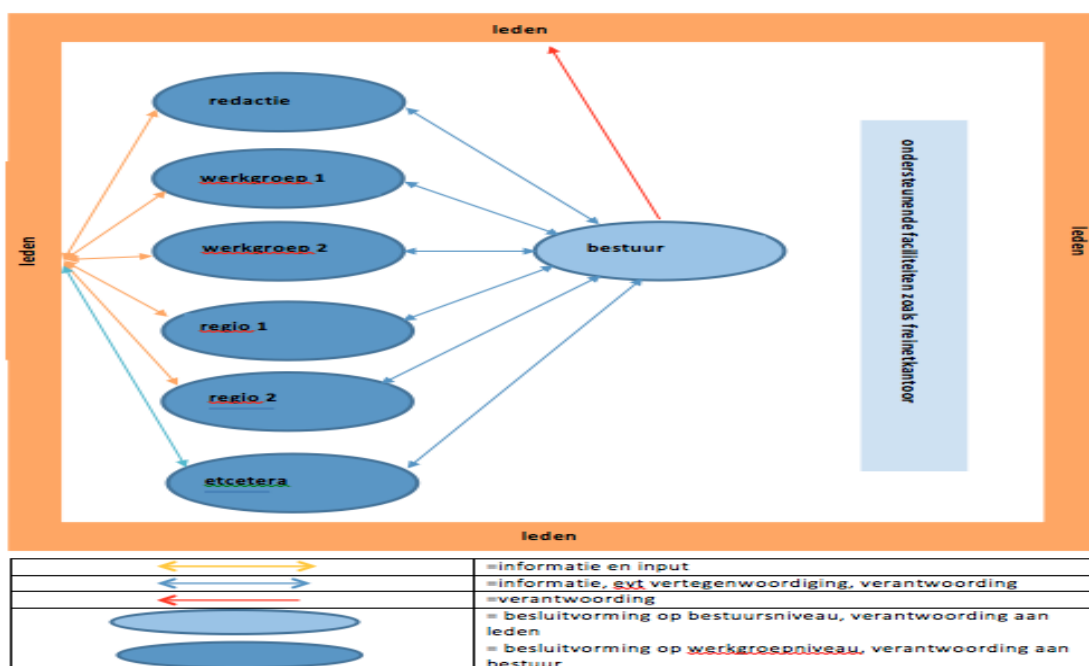 leden
leden
redactie
werkgroep 1
werkgroep 2
regio 1
regio 2
etcetera
bestuur
ondersteunende faciliteiten zoals freinetkantoor
leden
leden
=informatie en input
=informatie, evt vertegenwoordiging, verantwoording
=verantwoording
= besluitvorming op bestuursniveau, verantwoording aan
leden
= besluitvorming op werkgroepniveau, verantwoording aan
bestuur